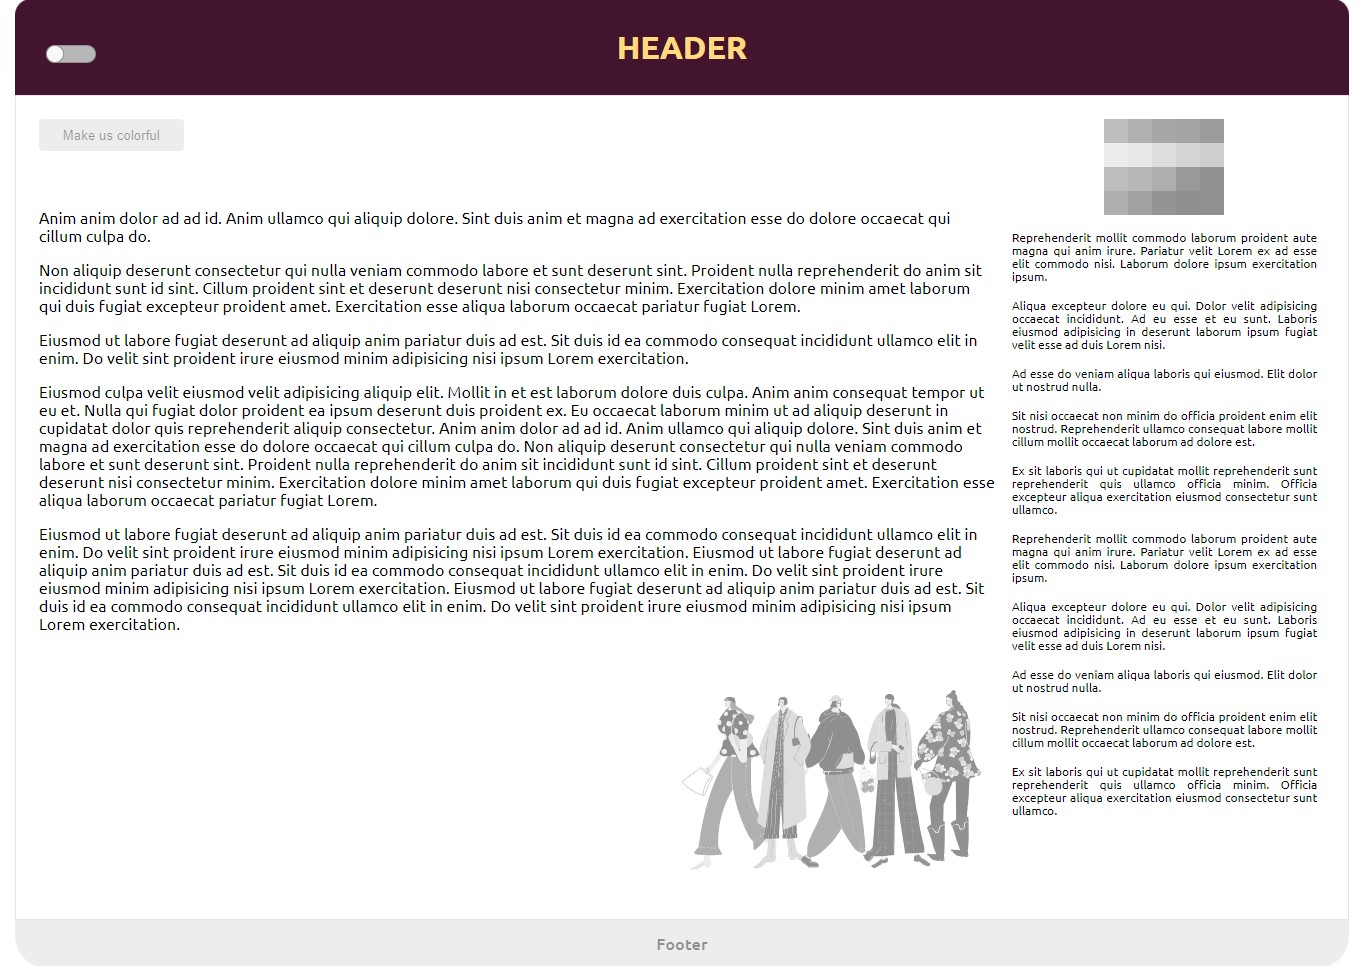 HEADER
Make us colorful
Anim anim dolor ad ad id. Anim ullamco qui aliquip dolore. Sint duis anim et magna ad exercitation esse do dolore occaecat qui
cillum culpa do.
Non aliquip deserunt consectetur qui nulla veniam commodo labore et sunt deserunt sint. Proident nulla reprehenderit do anim sit
incididunt sunt id sint. Cillum proident sint et deserunt deserunt nisi consectetur minim. Exercitation dolore minim amet laborum
qui duis fugiat excepteur proident amet. Exercitation esse aliqua laborum occaecat pariatur fugiat Lorem.
Eiusmod ut labore fugiat deserunt ad aliquip anim pariatur duis ad est. Sit duis id ea commodo consequat incididunt ullamco elit in
enim. Do velit sint proident irure eiusmod minim adipisicing nisi ipsum Lorem exercitation.
Eiusmod culpa velit eiusmod velit adipisicing aliquip elit. Mollit in et est laborum dolore duis culpa. Anim anim consequat tempor ut
eu et. Nulla qui fugiat dolor proident ea ipsum deserunt duis proident ex. Eu occaecat laborum minim ut ad aliquip deserunt in
cupidatat dolor quis reprehenderit aliquip consectetur. Anim anim dolor ad ad id. Anim ullamco qui aliquip dolore. Sint duis anim et
magna ad exercitation esse do dolore occaecat qui cillum culpa do. Non aliquip deserunt consectetur qui nulla veniam commodo
labore et sunt deserunt sint. Proident nulla reprehenderit do anim sit incididunt sunt id sint. Cillum proident sint et deserunt
deserunt nisi consectetur minim. Exercitation dolore minim amet laborum qui duis fugiat excepteur proident amet. Exercitation esse
aliqua laborum occaecat pariatur fugiat Lorem.
Eiusmod ut labore fugiat deserunt ad aliquip anim pariatur duis ad est. Sit duis id ea commodo consequat incididunt ullamco elit in
enim. Do velit sint proident irure eiusmod minim adipisicing nisi ipsum Lorem exercitation. Eiusmod ut labore fugiat deserunt ad
aliquip anim pariatur duis ad est. Sit duis id ea commodo consequat incididunt ullamco elit in enim. Do velit sint proident irure
eiusmod minim adipisicing nisi ipsum Lorem exercitation. Eiusmod ut labore fugiat deserunt ad aliquip anim pariatur duis ad est. Sit
duis id ea commodo consequat incididunt ullamco elit in enim. Do velit sint proident irure eiusmod minim adipisicing nisi ipsum
Lorem exercitation.
Reprehenderit mollit commodo laborum proident aute
magna qui anim irure. Pariatur velit Lorem ex ad esse
elit commodo nisi. Laborum dolore ipsum exercitation
ipsum.
Aliqua excepteur dolore eu qui. Dolor velit adipisicing
occaecat incididunt. Ad eu esse et eu sunt. Laboris
eiusmod adipisicing in deserunt laborum ipsum fugiat
velit esse ad duis Lorem nisi.
Ad esse do veniam aliqua laboris qui eiusmod. Elit dolor
ut nostrud nulla.
Sit nisi occaecat non minim do officia proident enim elit
nostrud. Reprehenderit ullamco consequat labore mollit
cillum mollit occaecat laborum ad dolore est.
Ex sit laboris qui ut cupidatat mollit reprehenderit sunt
reprehenderit quis ullamco officia minim. Officia
excepteur aliqua exercitation eiusmod consectetur sunt
ullamco.
Reprehenderit mollit commodo laborum proident aute
magna qui anim irure. Pariatur velit Lorem ex ad esse
elit commodo nisi. Laborum dolore ipsum exercitation
ipsum.
Aliqua excepteur dolore eu qui. Dolor velit adipisicing
occaecat incididunt. Ad eu esse et eu sunt. Laboris
eiusmod adipisicing in deserunt laborum ipsum fugiat
velit esse ad duis Lorem nisi.
Ad esse do veniam aliqua laboris qui eiusmod. Elit dolor
ut nostrud nulla.
Sit nisi occaecat non minim do officia proident enim elit
nostrud. Reprehenderit ullamco consequat labore mollit
cillum mollit occaecat laborum ad dolore est.
Ex sit laboris qui ut cupidatat mollit reprehenderit sunt
reprehenderit quis ullamco officia minim. Officia
excepteur aliqua exercitation eiusmod consectetur sunt
ullamco.
Footer